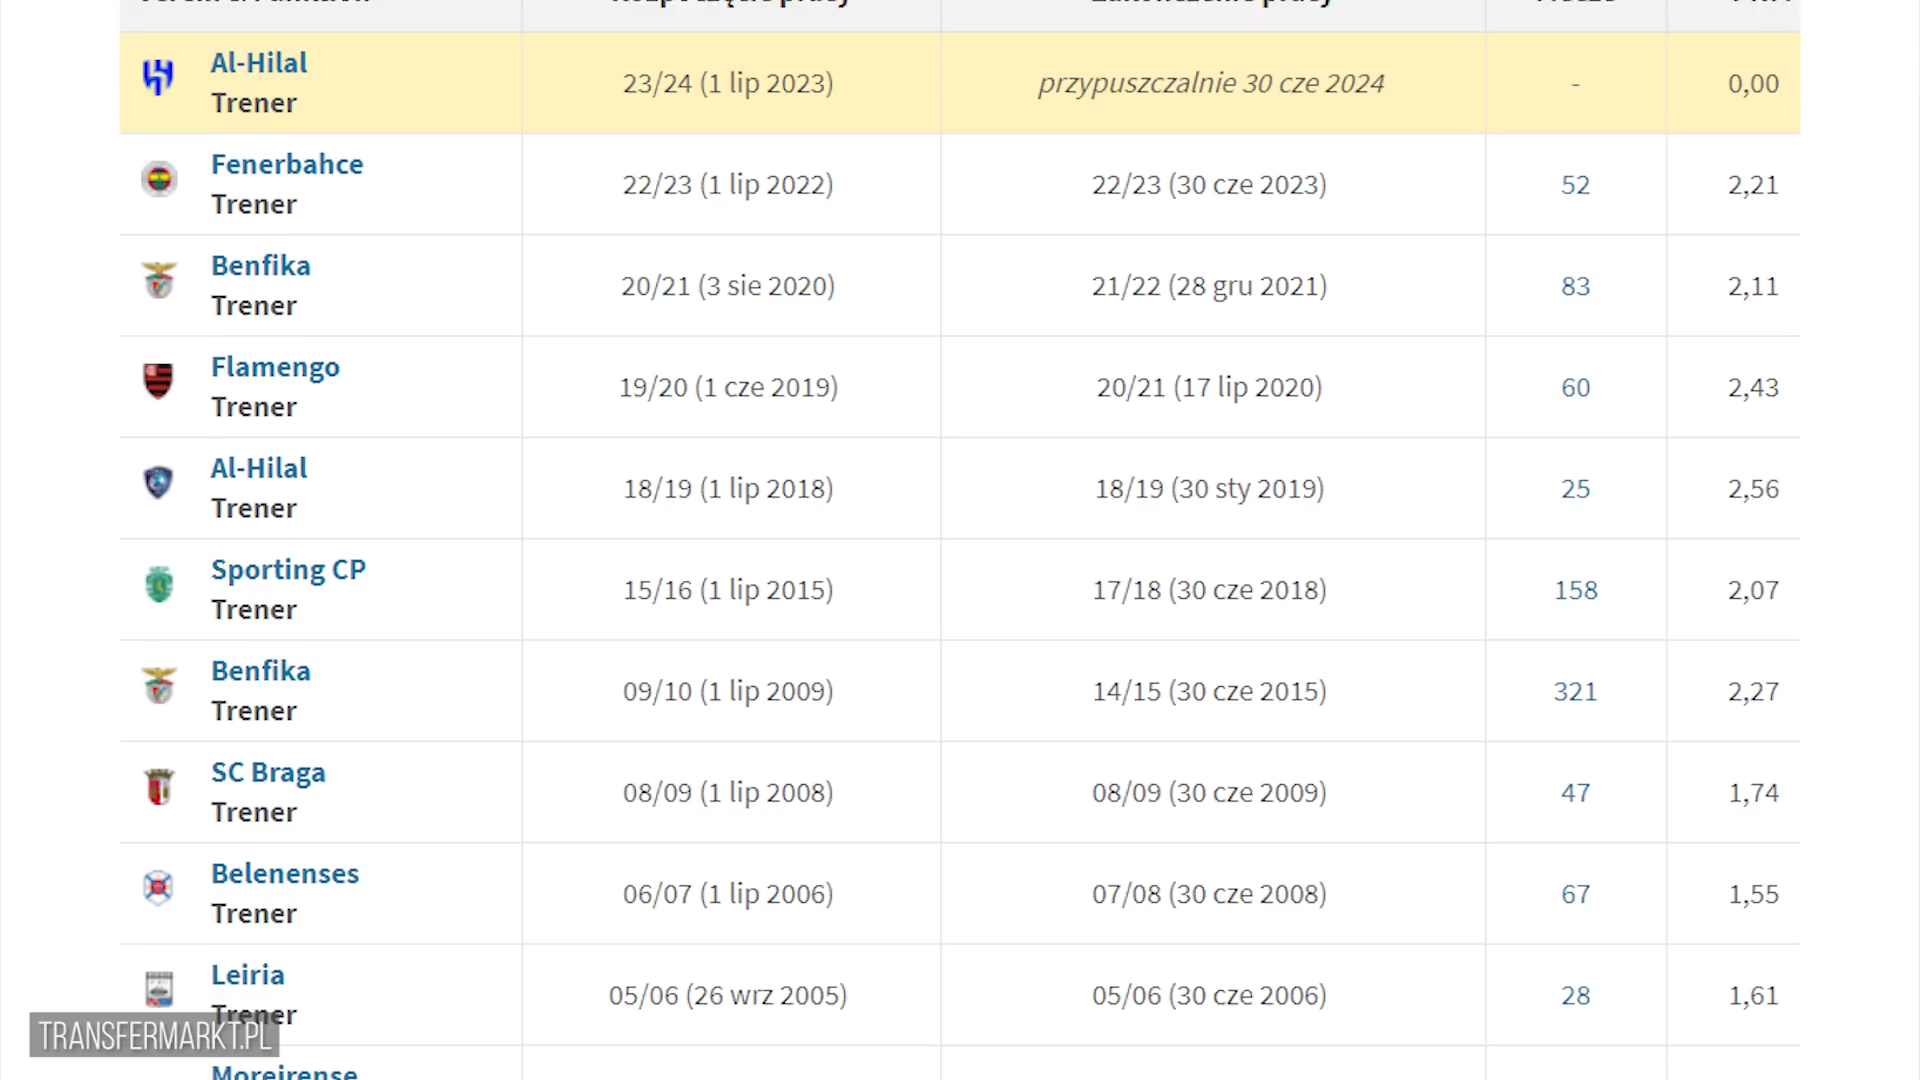 Al-Hilal
Trener
23/24 (1 lip 2023)
przypuszczalnie 30 cze 2024
-
0,00
Fenerbahce
Trener
22/23 (1 lip 2022)
22/23 (30 cze 2023)
52
2,21
Benfika
Trener
20/21 (3 sie 2020)
21/22 (28 gru 2021)
83
2,11
Flamengo
Trener
19/20 (1 cze 2019)
20/21 (17 lip 2020)
60
2,43
Al-Hilal
Trener
18/19 (1 lip 2018)
18/19 (30 sty 2019)
25
2,56
Sporting CP
Trener
15/16 (1 lip 2015)
17/18 (30 cze 2018)
158
2,07
Benfika
Trener
09/10 (1 lip 2009)
14/15 (30 cze 2015)
321
2,27
SC Braga
Trener
08/09 (1 lip 2008)
08/09 (30 cze 2009)
47
1,74
Belenenses
Trener
06/07 (1 lip 2006)
07/08 (30 cze 2008)
67
1,55
Leiria
Trener
05/06 (26 wrz 2005)
05/06 (30 cze 2006)
28
1,61
TRANSFERMARKT.PL
Moreirense